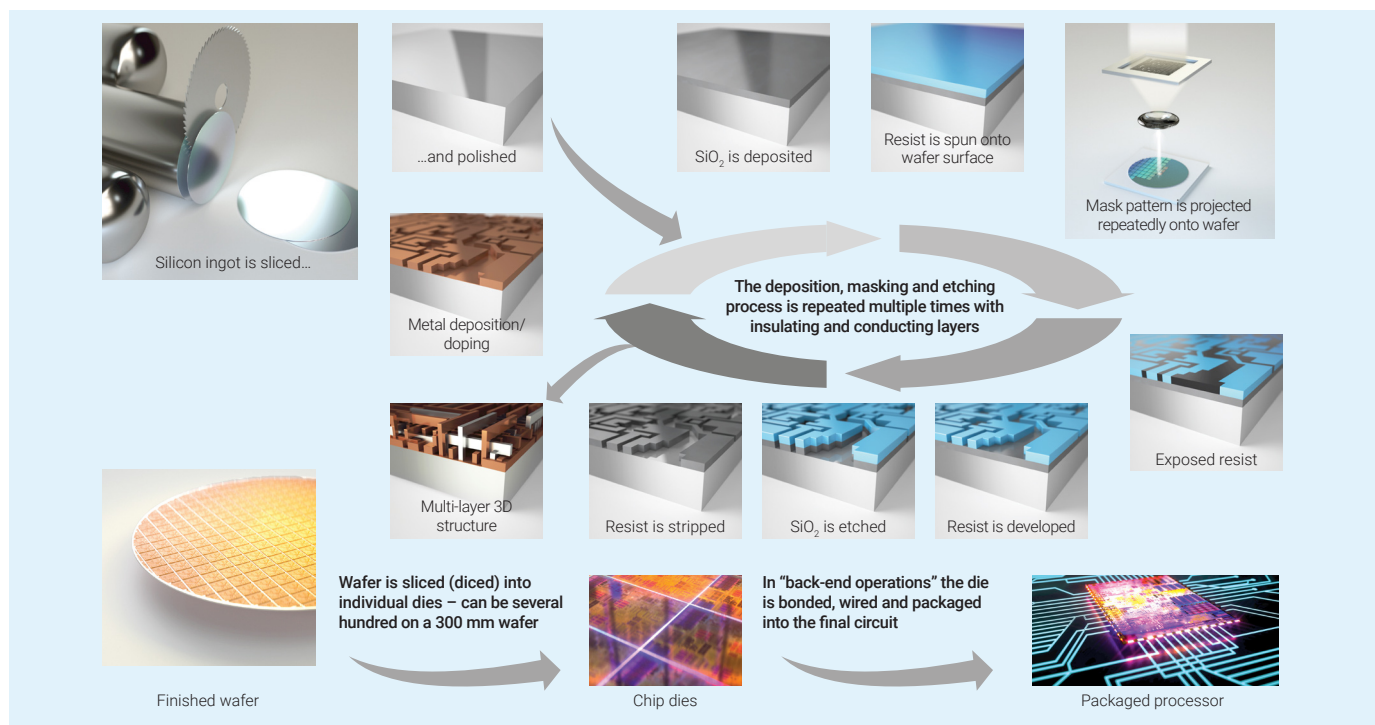 Silicon ingot is sliced…
…and polished
SiO₂ is deposited
Resist is spun onto
wafer surface
Mask pattern is projected
repeatedly onto wafer
The deposition, masking and etching
process is repeated multiple times with
insulating and conducting layers
Exposed resist
Resist is developed
SiO₂ is etched
Resist is stripped
Metal deposition/
doping
Multi-layer 3D
structure
Finished wafer
Wafer is sliced (diced) into
individual dies – can be several
hundred on a 300 mm wafer
Chip dies
In “back-end operations” the die
is bonded, wired and packaged
into the final circuit
Packaged processor